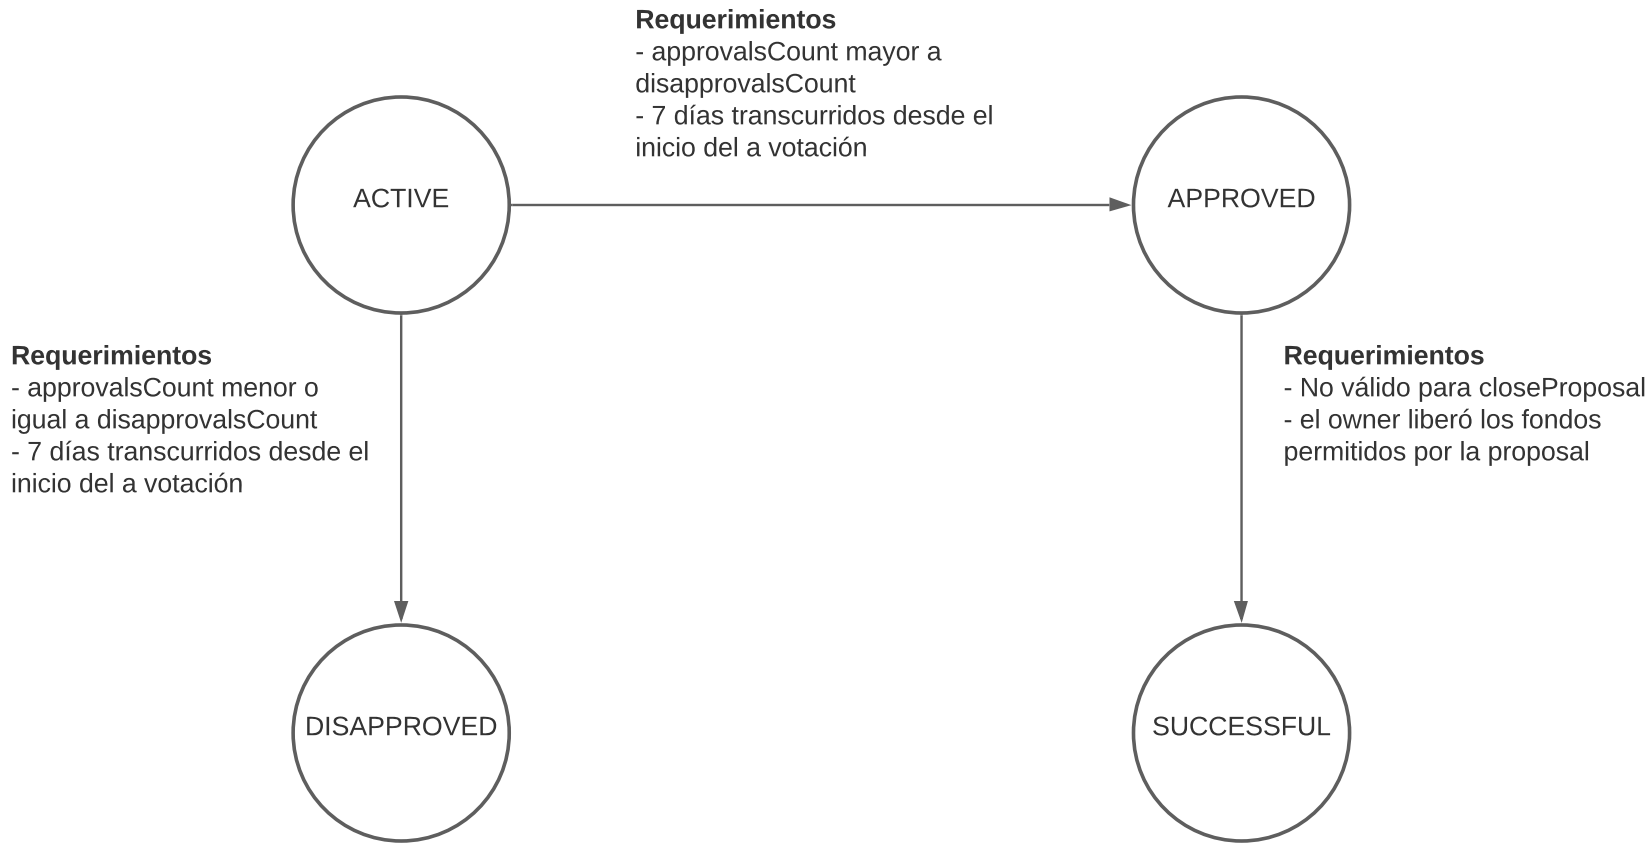 Requerimientos
- approvalsCount mayor a
disapprovalsCount
- 7 días transcurridos desde el
inicio del a votación
ACTIVE
APPROVED
Requerimientos
- approvalsCount menor o
igual a disapprovalsCount
- 7 días transcurridos desde el
inicio del a votación
Requerimientos
- No válido para closeProposal
- el owner liberó los fondos
permitidos por la proposal
DISAPPROVED
SUCCESSFUL